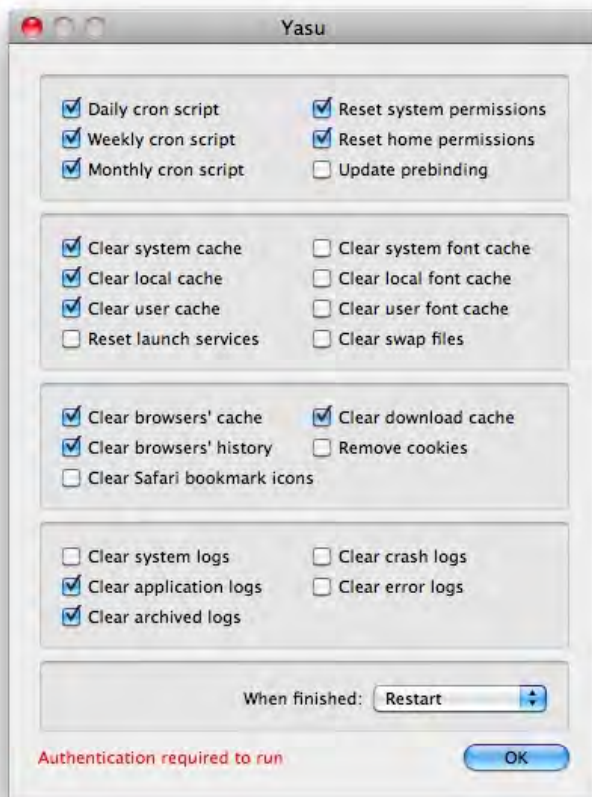 Yasu
Daily cron script
Reset system permissions
Weekly cron script
Reset home permissions
Monthly cron script
Update prebinding
Clear system cache
Clear system font cache
Clear local cache
Clear local font cache
Clear user cache
Clear user font cache
Reset launch services
Clear swap files
Clear browsers' cache
Clear download cache
Clear browsers' history
Remove cookies
Clear Safari bookmark icons
Clear system logs
Clear crash logs
Clear application logs
Clear error logs
Clear archived logs
When finished: Restart
Authentication required to run
OK